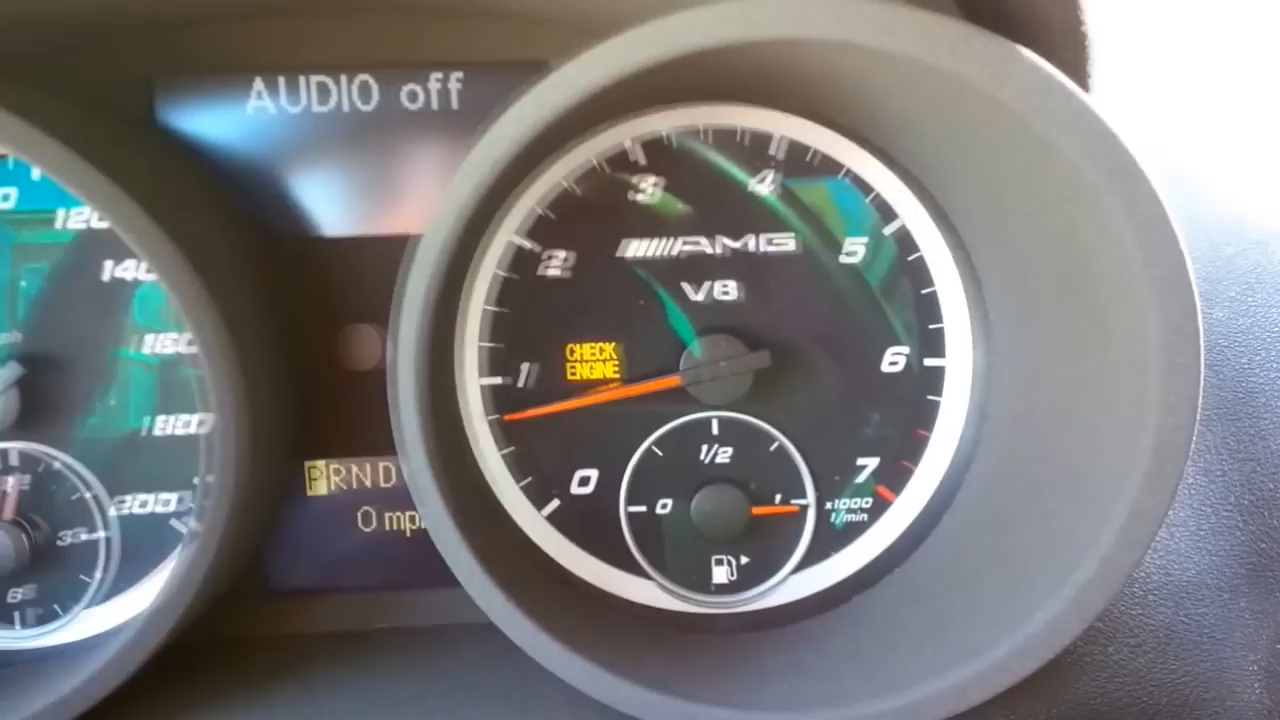 AUDIO off
120
140
160
180
200
33
PRND
0 mph
3
4
2
5
AMG
V8
CHECK
ENGINE
1
6
0
7
1/2
0
1
x1000
1/min